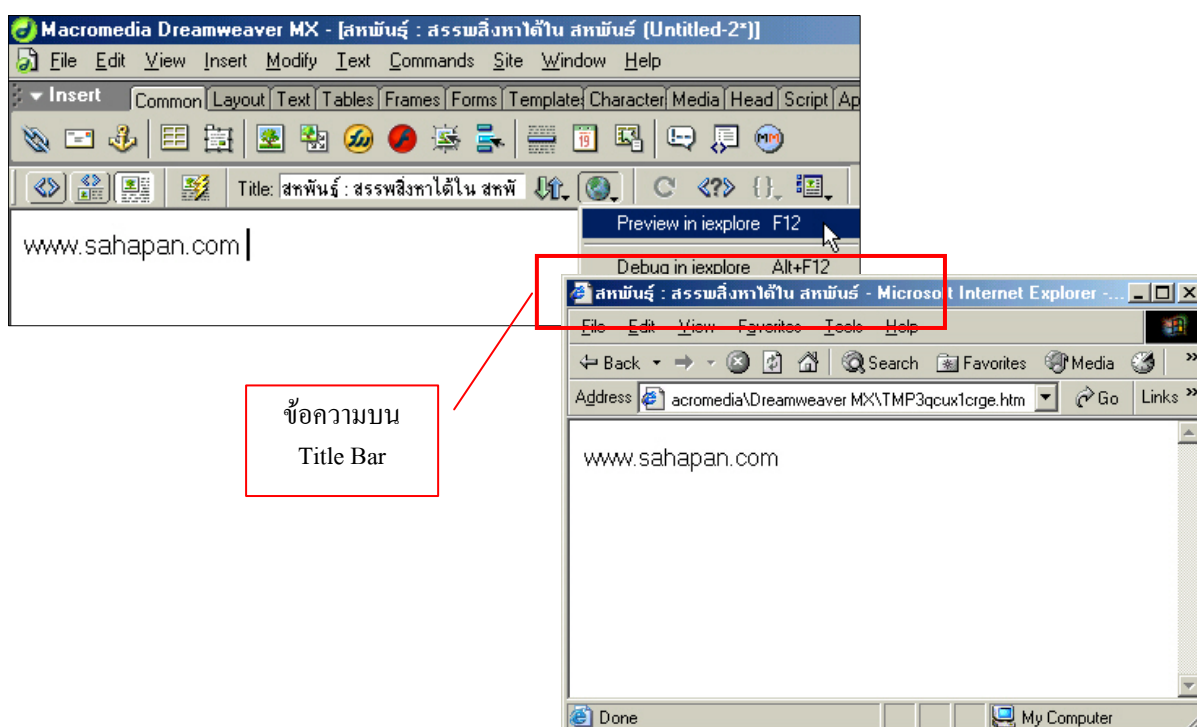 Macromedia Dreamweaver MX - [สหพันธุ์ : สรรพสิ่งหาได้ใน สหพันธ์ (Untitled-2*)]
File Edit View Insert Modify Text Commands Site Window Help
Insert Common Layout Text Tables Frames Forms Template Character Media Head Script Ap
19
Title: สหพันธุ์ : สรรพสิ่งหาได้ใน สหพั
Preview in iexplore F12
www.sahapan.com
Debug in iexplore Alt+F12
สหพันธุ์ : สรรพสิ่งหาได้ใน สหพันธ์ - Microsoft Internet Explorer -...
File Edit View Favorites Tools Help
Back Search Favorites Media »
Address acromedia\Dreamweaver MX\TMP3qcux1crge.htm Go Links »
ข้อความบน
Title Bar
www.sahapan.com
Done My Computer